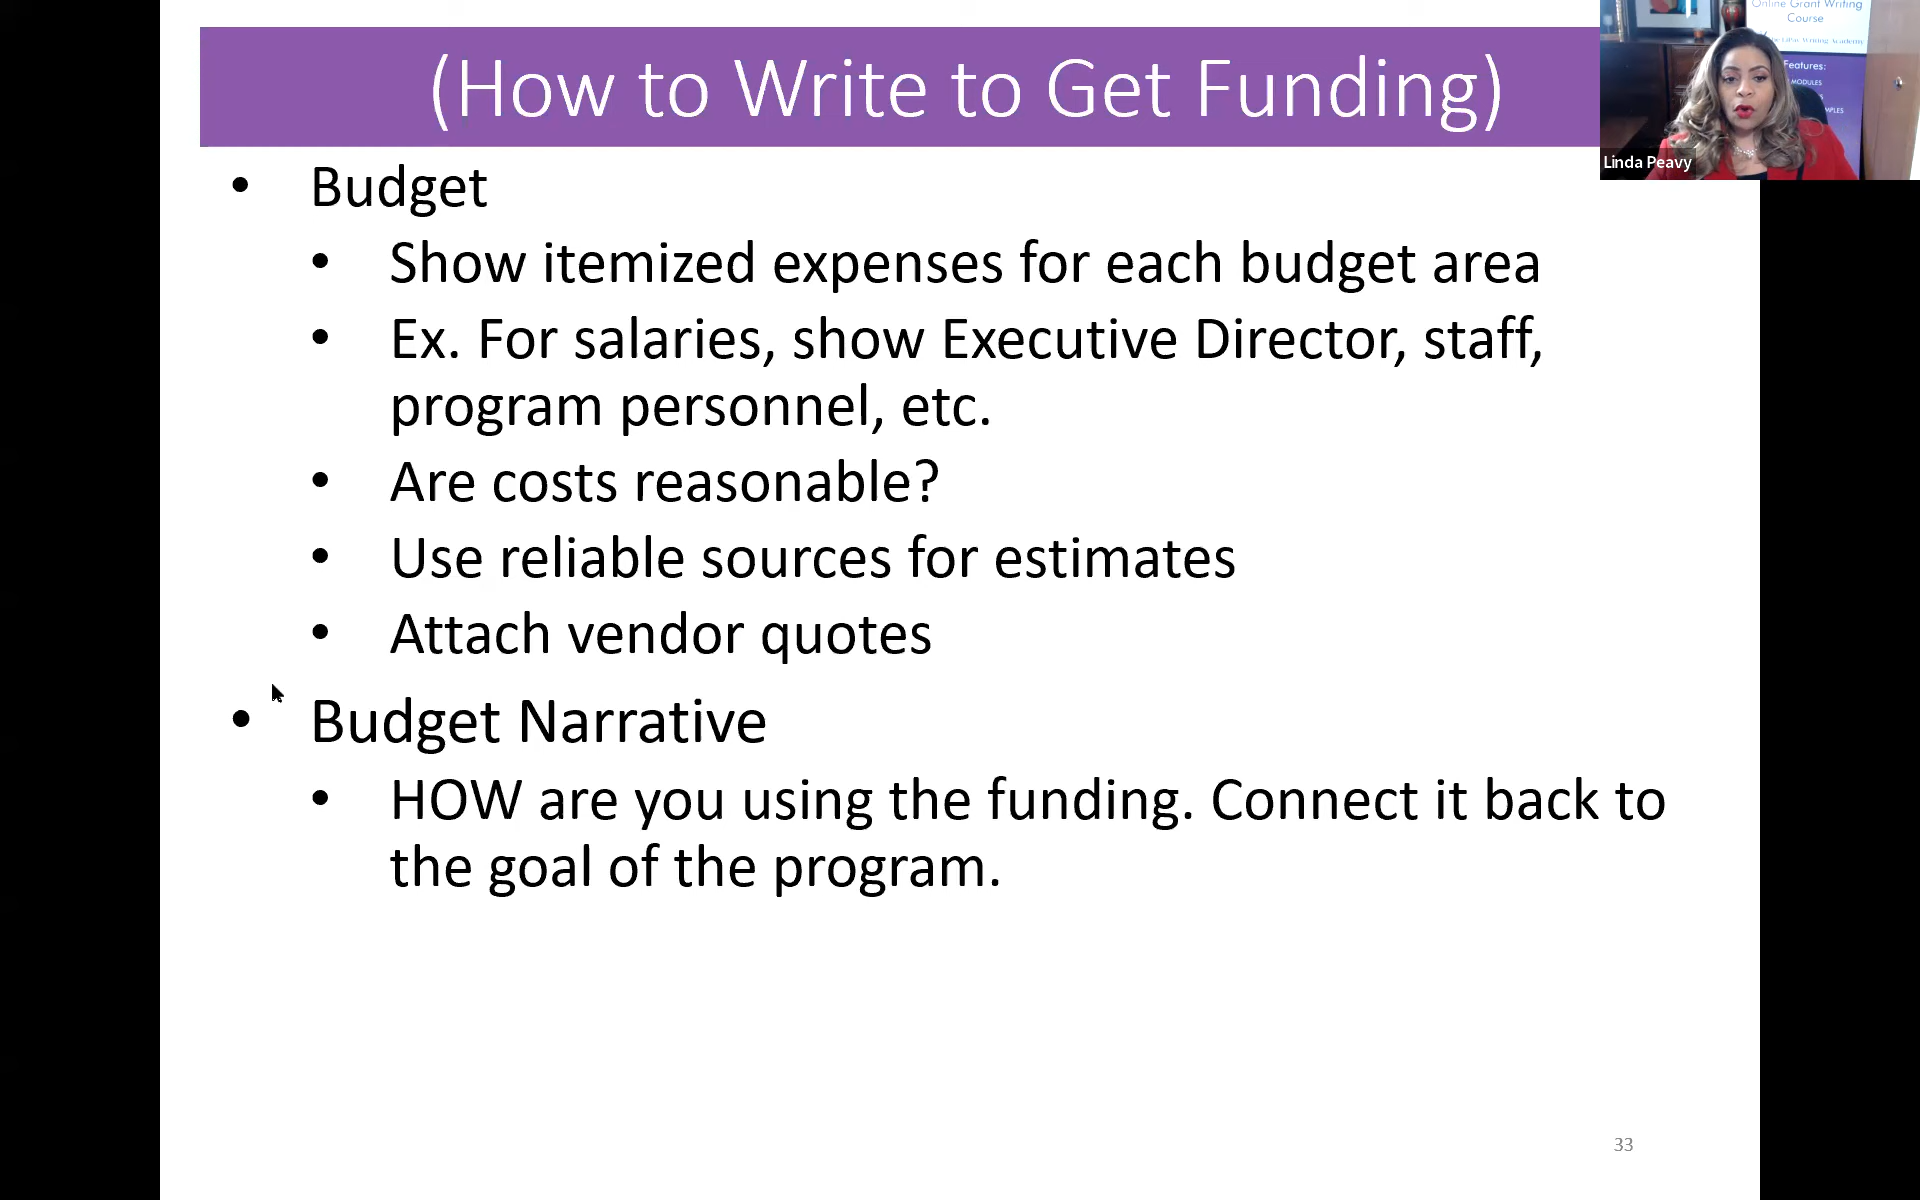 (How to Write to Get Funding)
• Budget
• Show itemized expenses for each budget area
• Ex. For salaries, show Executive Director, staff,
program personnel, etc.
• Are costs reasonable?
• Use reliable sources for estimates
• Attach vendor quotes
• Budget Narrative
• HOW are you using the funding. Connect it back to
the goal of the program.
33
Online Grant Writing
Course
Writing Academy
Features:
MODULES
Linda Peavy